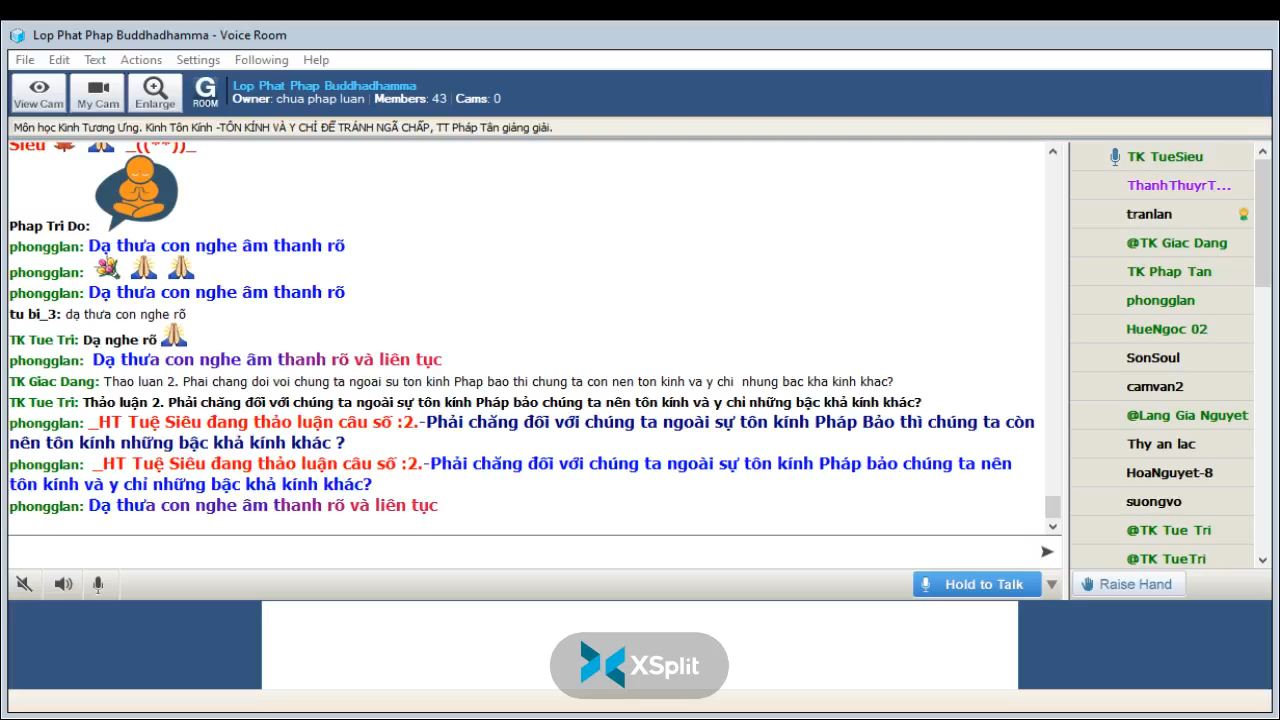 Lop Phat Phap Buddhadhamma - Voice Room
File Edit Text Actions Settings Following Help
View Cam My Cam Enlarge G ROOM
Lop Phat Phap Buddhadhamma
Owner: chua phap luan | Members: 43 | Cams: 0
Môn học Kinh Tương Ưng. Kinh Tôn Kính -TÔN KÍNH VÀ Y CHỈ ĐỂ TRÁNH NGÃ CHẤP, TT Pháp Tân giảng giải.
Siêu _((**))_
Phap Tri Do:
phongglan: Dạ thưa con nghe âm thanh rõ
phongglan:
phongglan: Dạ thưa con nghe âm thanh rõ
tu bi_3: dạ thưa con nghe rõ
TK Tue Tri: Dạ nghe rõ
phongglan: Dạ thưa con nghe âm thanh rõ và liên tục
TK Giac Dang: Thao luan 2. Phai chang doi voi chung ta ngoai su ton kinh Phap bao thi chung ta con nen ton kinh va y chi nhung bac kha kinh khac?
TK Tue Tri: Thảo luận 2. Phải chăng đối với chúng ta ngoài sự tôn kính Pháp bảo chúng ta nên tôn kính và y chỉ những bậc khả kính khác?
phongglan: _HT Tuệ Siêu đang thảo luận câu số :2.-Phải chăng đối với chúng ta ngoài sự tôn kính Pháp Bảo thì chúng ta còn
nên tôn kính những bậc khả kính khác ?
phongglan: _HT Tuệ Siêu đang thảo luận câu số :2.-Phải chăng đối với chúng ta ngoài sự tôn kính Pháp bảo chúng ta nên
tôn kính và y chỉ những bậc khả kính khác?
phongglan: Dạ thưa con nghe âm thanh rõ và liên tục
TK TueSieu
ThanhThuyrT...
tranlan
@TK Giac Dang
TK Phap Tan
phongglan
HueNgoc 02
SonSoul
camvan2
@Lang Gia Nguyet
Thy an lac
HoaNguyet-8
suongvo
@TK Tue Tri
@TK TueTri
Hold to Talk
Raise Hand
XSplit